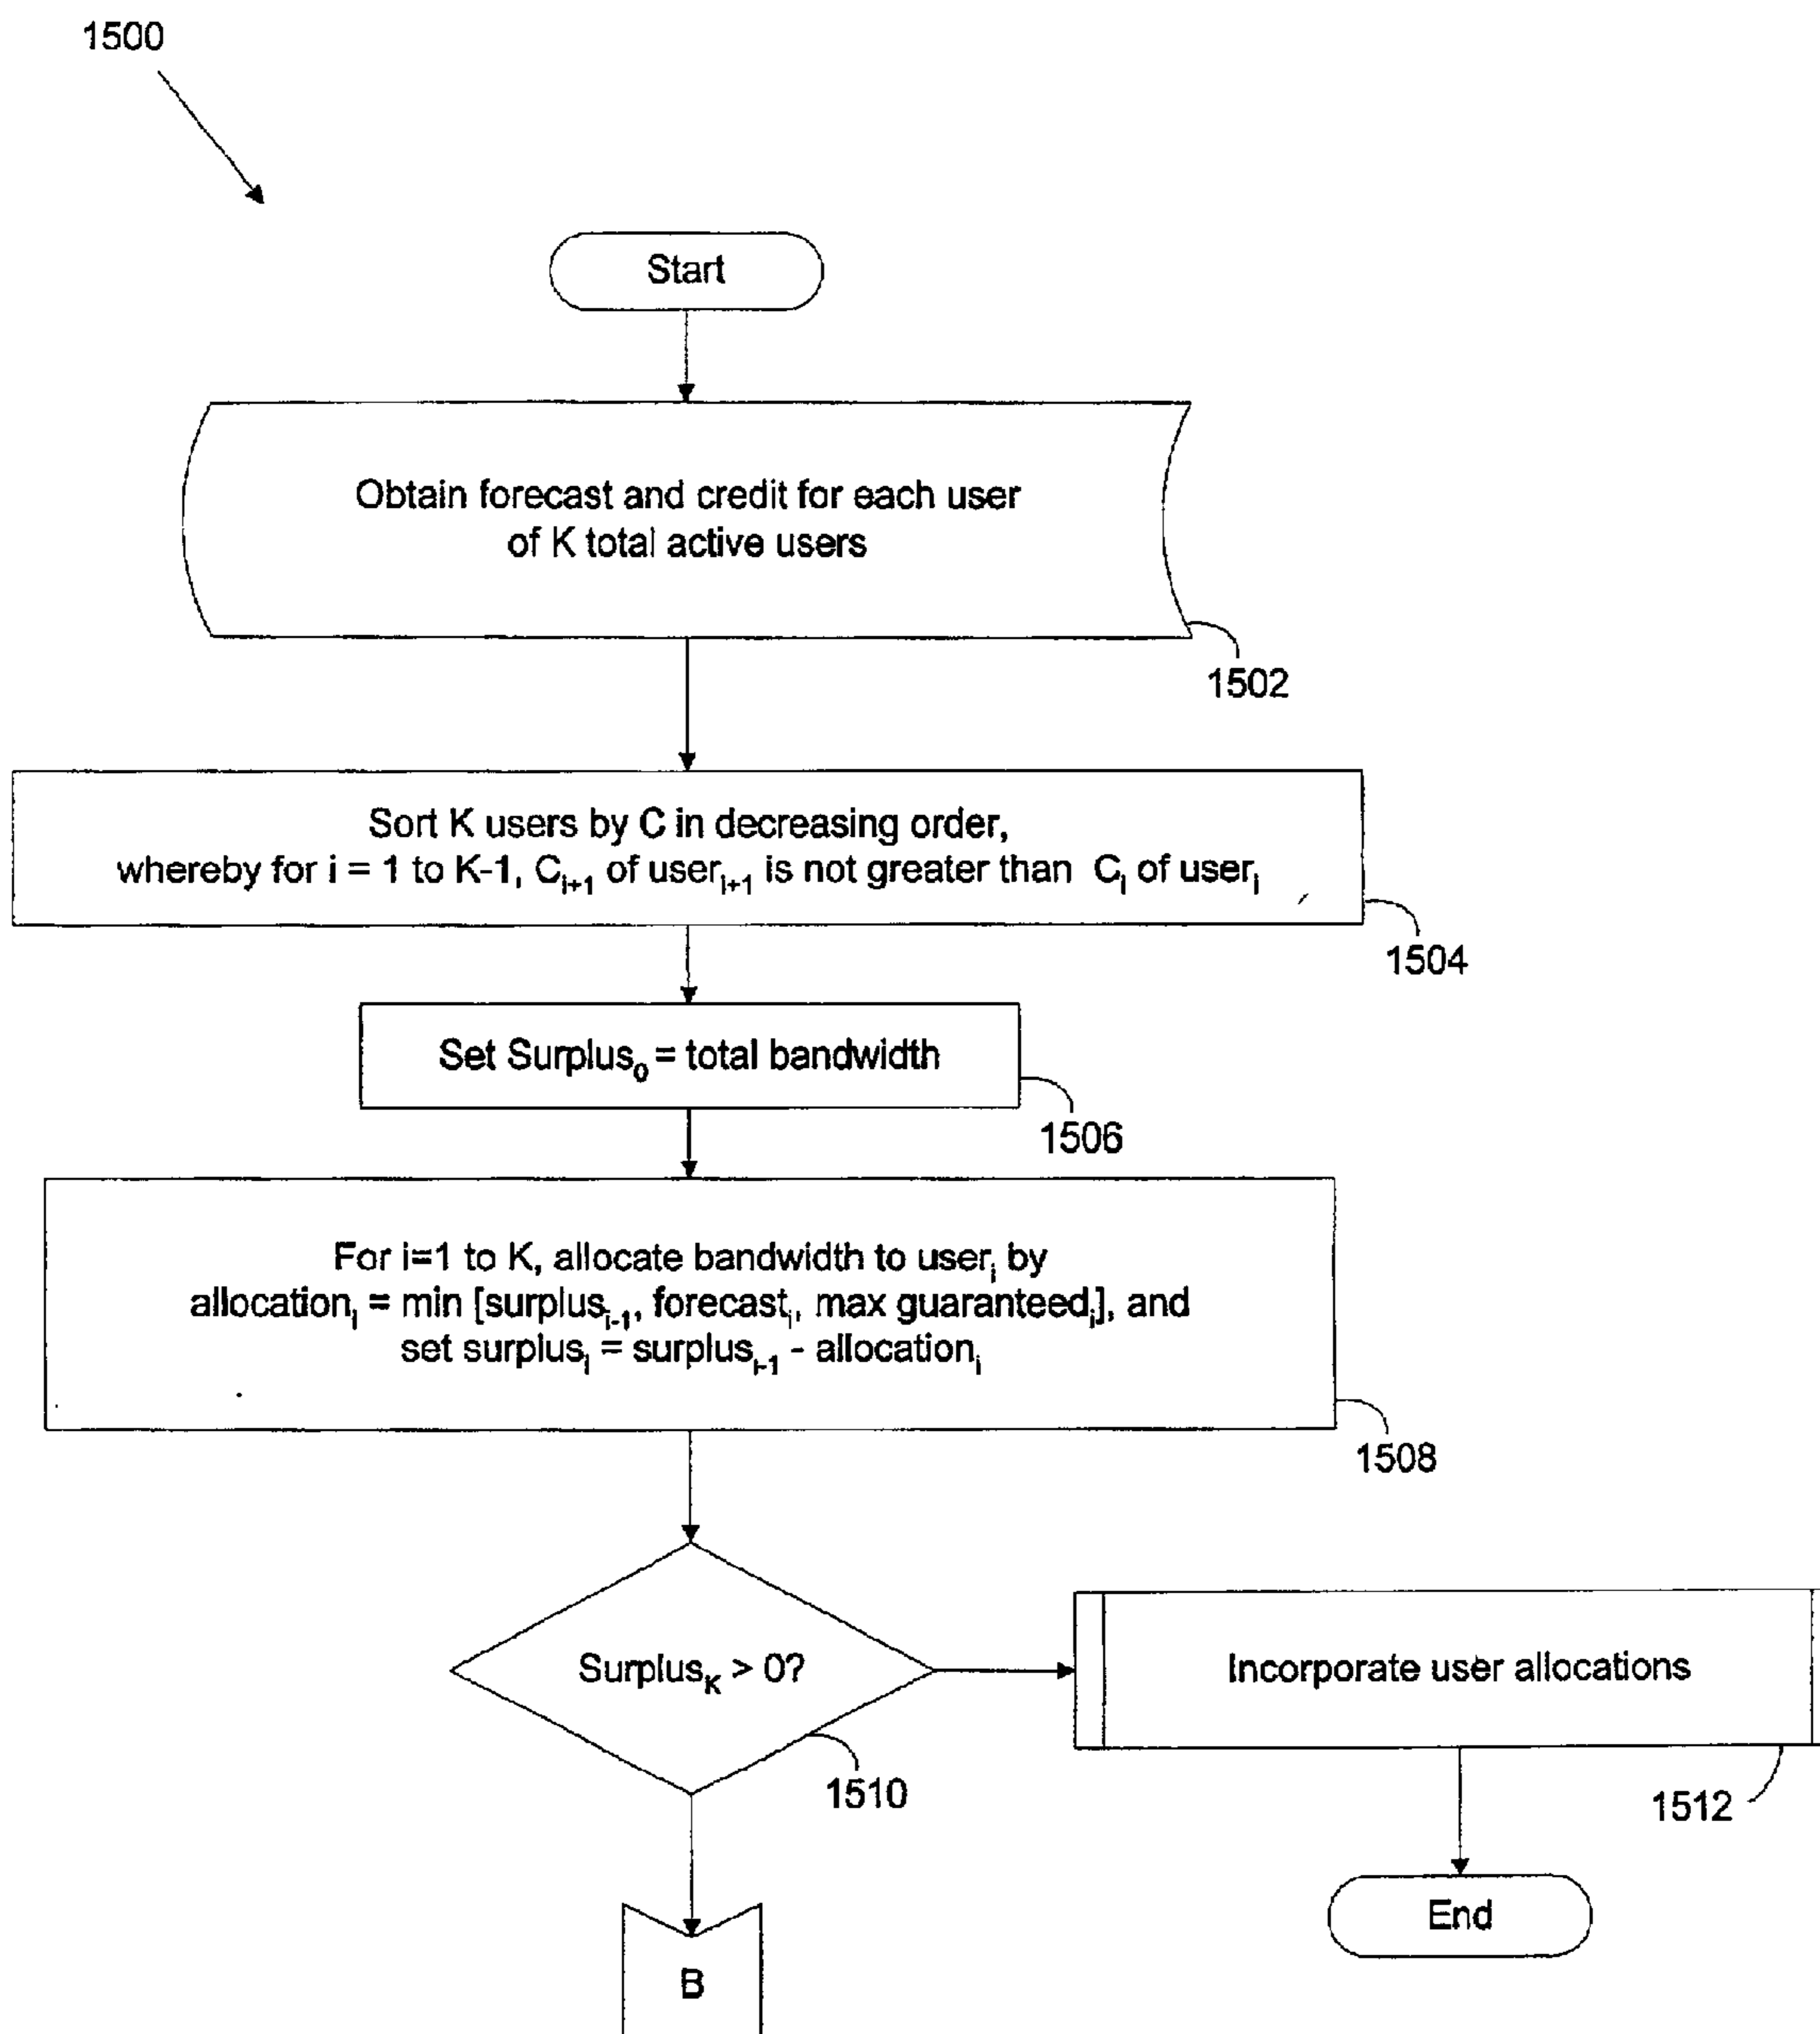 1500
Start
Obtain forecast and credit for each user
of K total active users
1502
Sort K users by C in decreasing order,
whereby for i = 1 to K-1, Cᵢ₊₁ of userᵢ₊₁ is not greater than Cᵢ of userᵢ
1504
Set Surplus₀ = total bandwidth
1506
For i=1 to K, allocate bandwidth to userᵢ by
allocationᵢ = min [surplusᵢ₋₁, forecastᵢ, max guaranteedᵢ], and
set surplusᵢ = surplusᵢ₋₁ - allocationᵢ
1508
Surplus_K > 0?
1510
Incorporate user allocations
1512
End
B